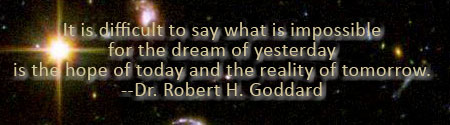 It is difficult to say what is impossible
for the dream of yesterday
is the hope of today and the reality of tomorrow.
--Dr. Robert H. Goddard